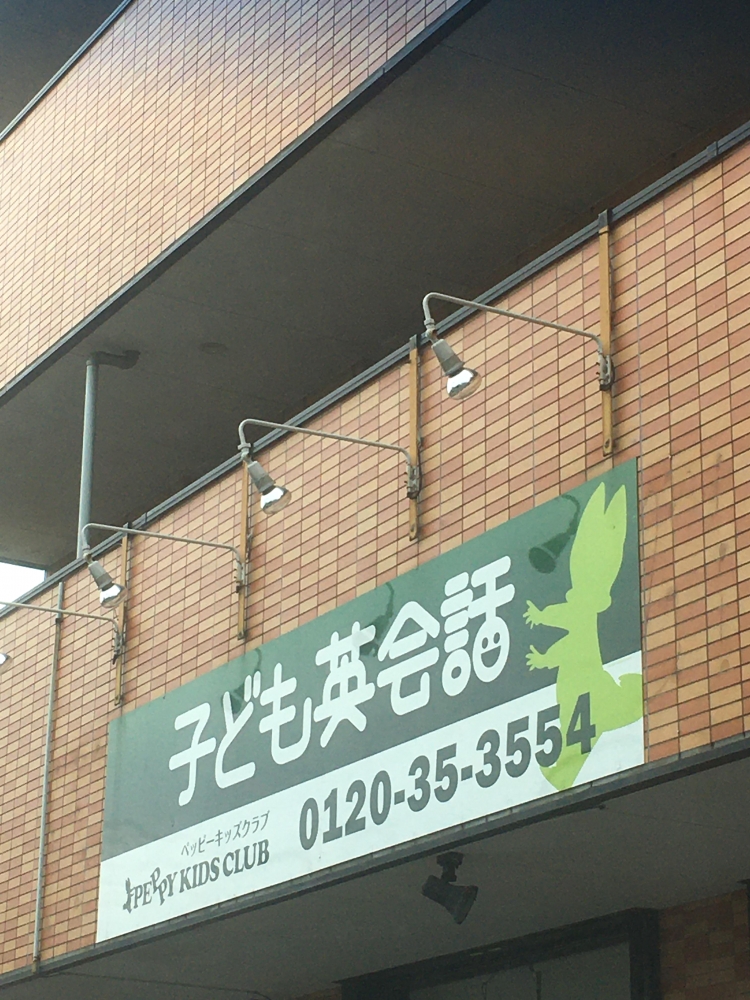 子ども英会話
ペッピーキッズクラブ
PEPPY KIDS CLUB
0120-35-3554